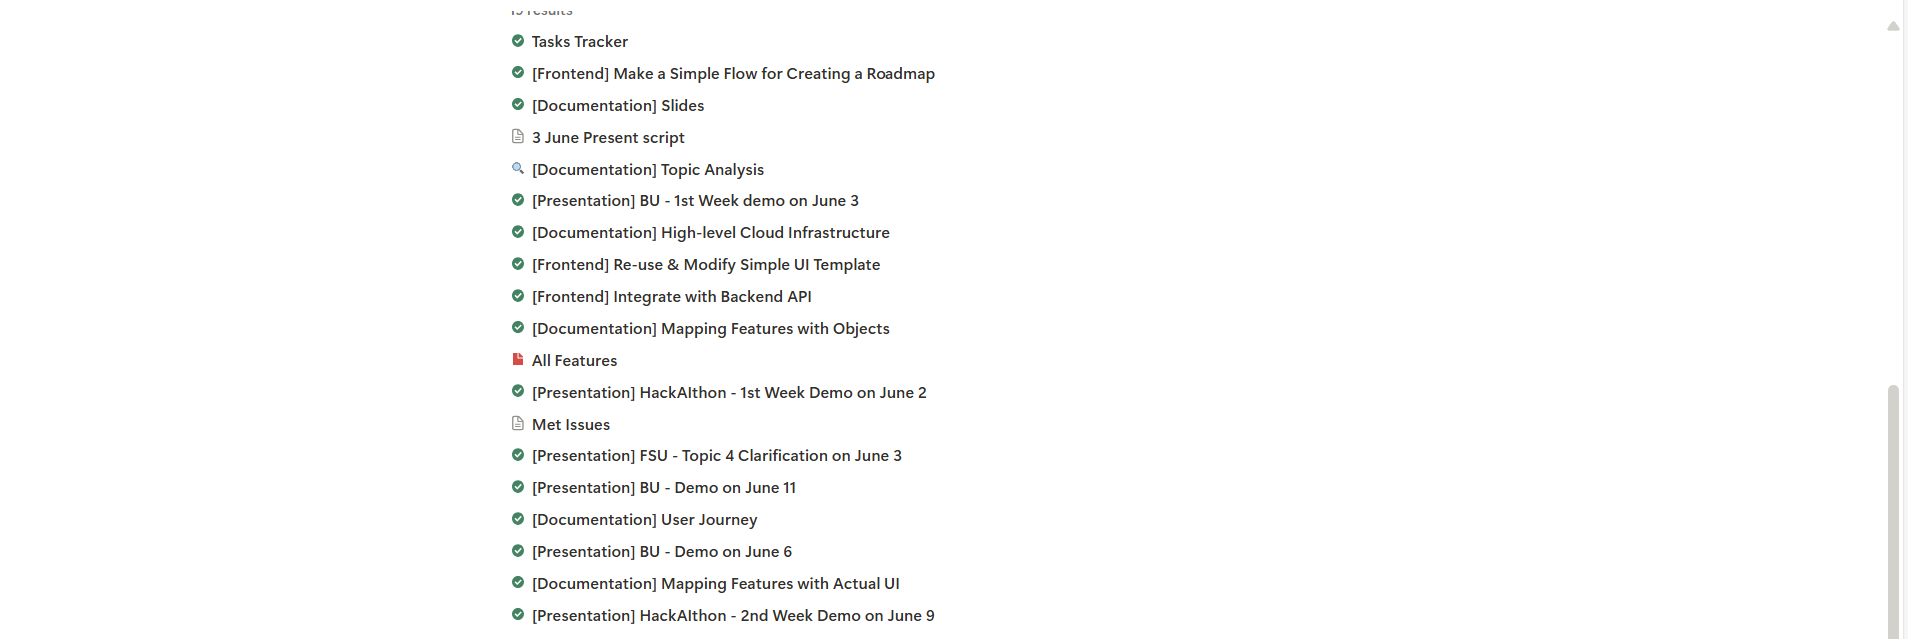 results
Tasks Tracker
[Frontend] Make a Simple Flow for Creating a Roadmap
[Documentation] Slides
3 June Present script
[Documentation] Topic Analysis
[Presentation] BU - 1st Week demo on June 3
[Documentation] High-level Cloud Infrastructure
[Frontend] Re-use & Modify Simple UI Template
[Frontend] Integrate with Backend API
[Documentation] Mapping Features with Objects
All Features
[Presentation] HackAIthon - 1st Week Demo on June 2
Met Issues
[Presentation] FSU - Topic 4 Clarification on June 3
[Presentation] BU - Demo on June 11
[Documentation] User Journey
[Presentation] BU - Demo on June 6
[Documentation] Mapping Features with Actual UI
[Presentation] HackAIthon - 2nd Week Demo on June 9